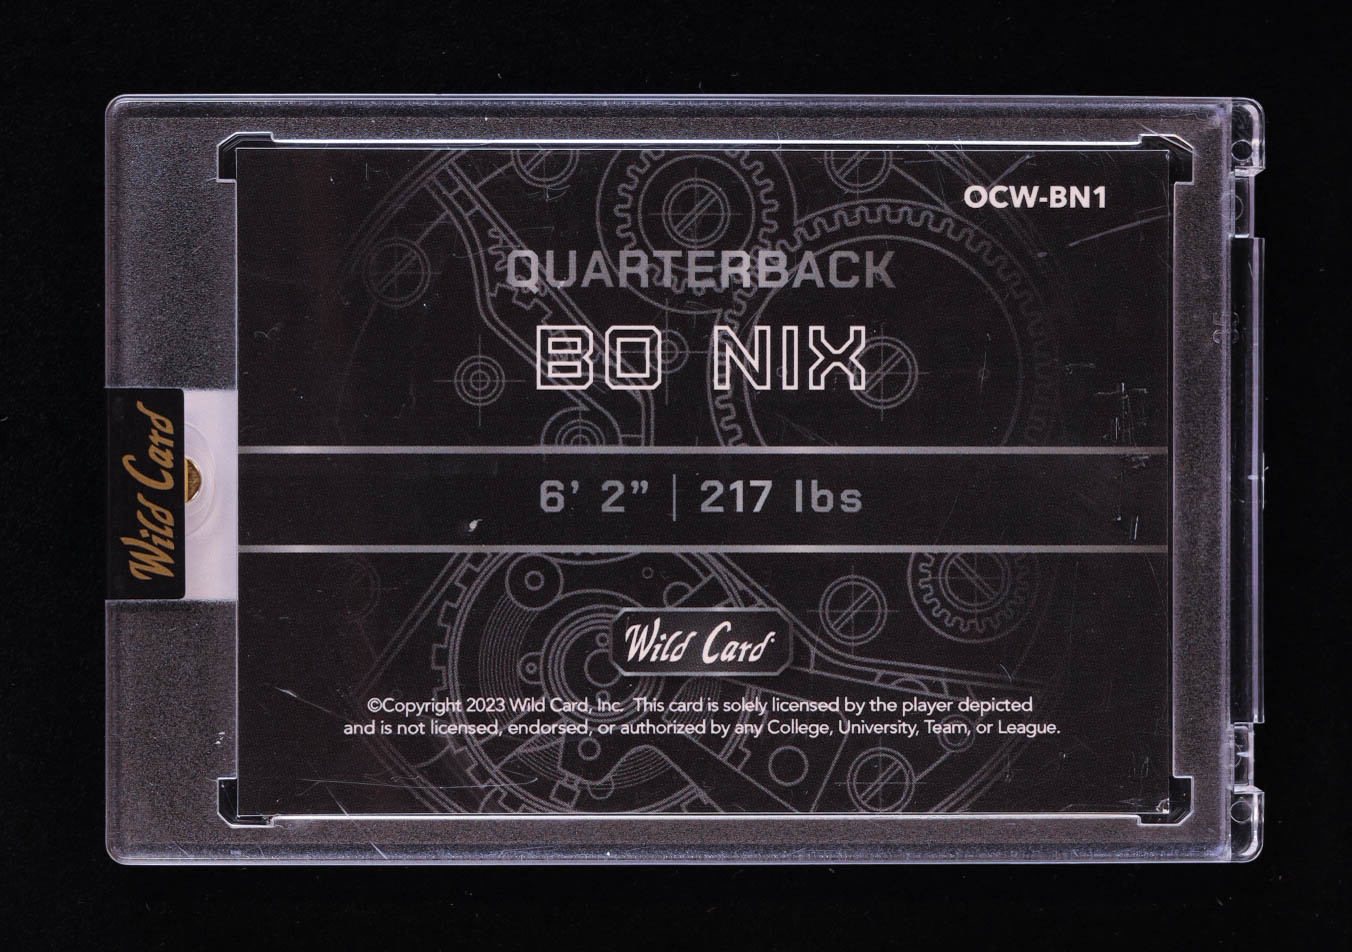 OCW-BN1
QUARTERBACK
BO NIX
6' 2” | 217 lbs
Wild Card
Wild Card
©Copyright 2023 Wild Card, Inc. This card is solely licensed by the player depicted
and is not licensed, endorsed, or authorized by any College, University, Team, or League.